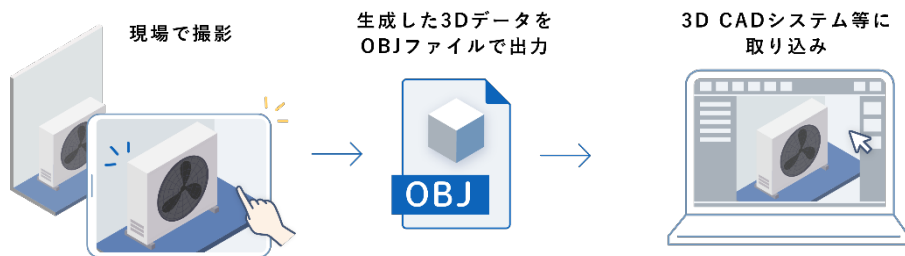 現場で撮影
生成した3Dデータを
OBJファイルで出力
OBJ
3D CADシステム等に
取り込み